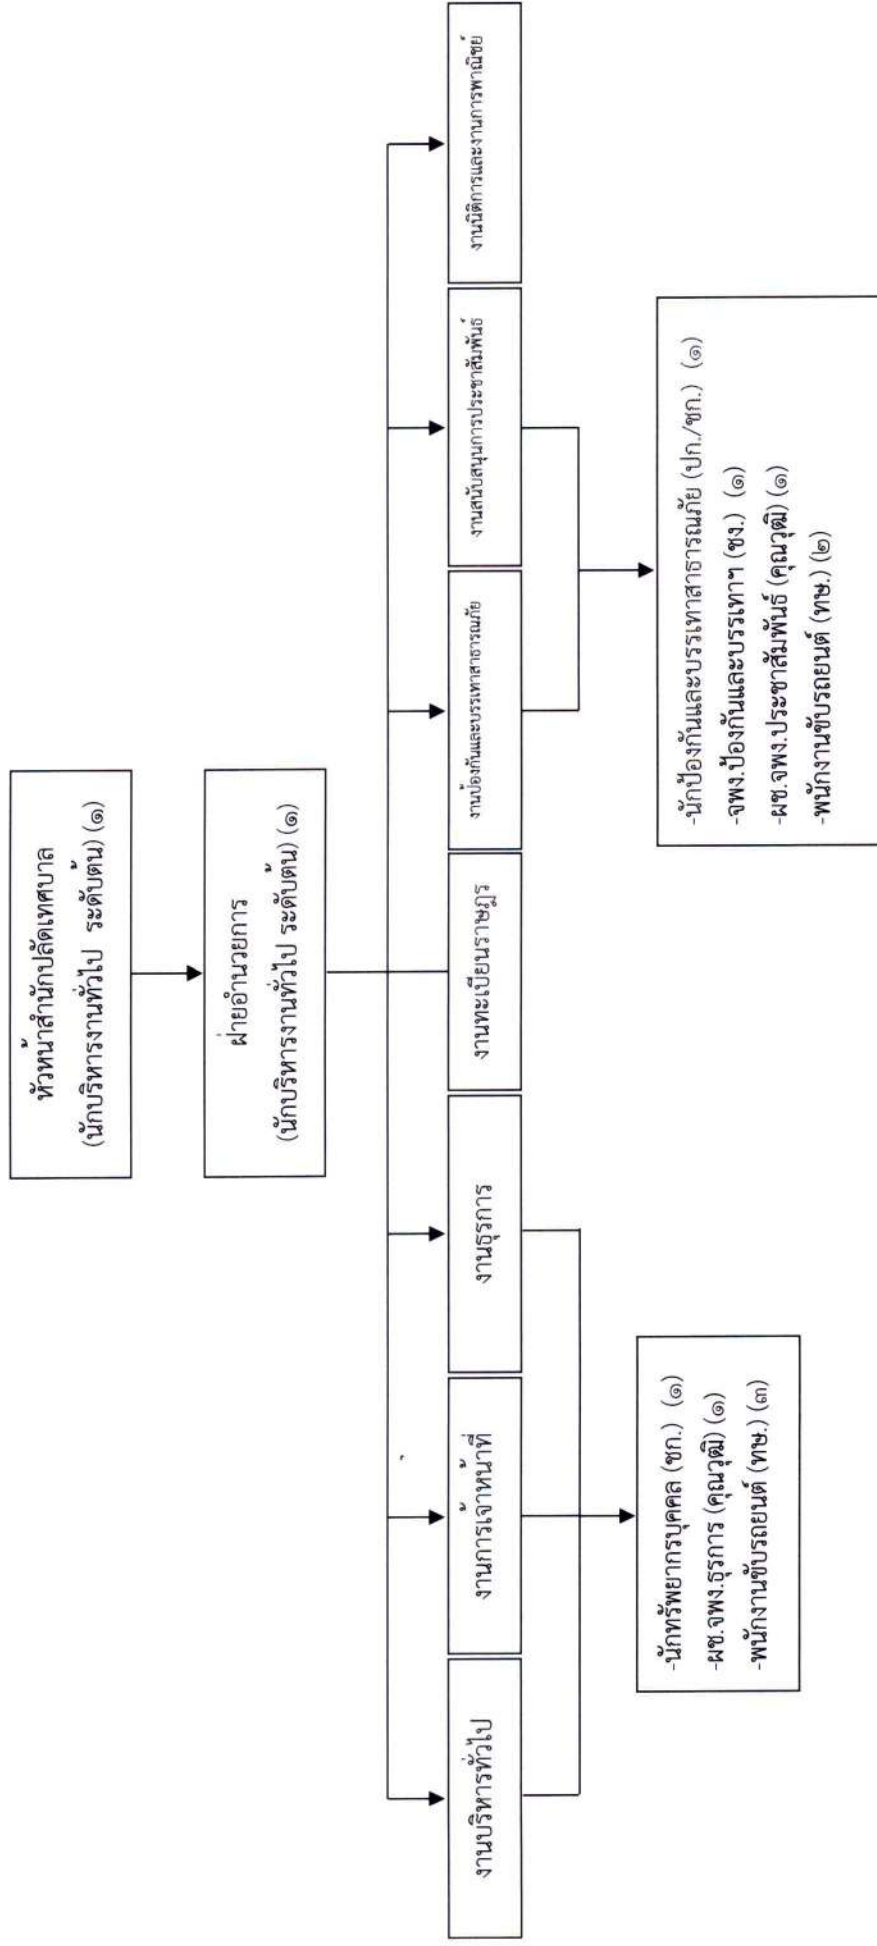 หัวหน้าสำนักปลัดเทศบาล
(นักบริหารงานทั่วไป ระดับต้น) (๑)
ฝ่ายอำนวยการ
(นักบริหารงานทั่วไป ระดับต้น) (๑)
งานบริหารทั่วไป
งานการเจ้าหน้าที่
งานธุรการ
งานทะเบียนราษฎร
งานป้องกันและบรรเทาสาธารณภัย
งานสนับสนุนการประชาสัมพันธ์
งานนิติการและงานการพาณิชย์
-นักทรัพยากรบุคคล (ชก.) (๑)
-ผช.จพง.ธุรการ (คุณวุฒิ) (๑)
-พนักงานขับรถยนต์ (ทษ.) (๓)
-นักป้องกันและบรรเทาสาธารณภัย (ปก./ชก.) (๑)
-จพง.ป้องกันและบรรเทาฯ (ชง.) (๑)
-ผช.จพง.ประชาสัมพันธ์ (คุณวุฒิ) (๑)
-พนักงานขับรถยนต์ (ทษ.) (๒)